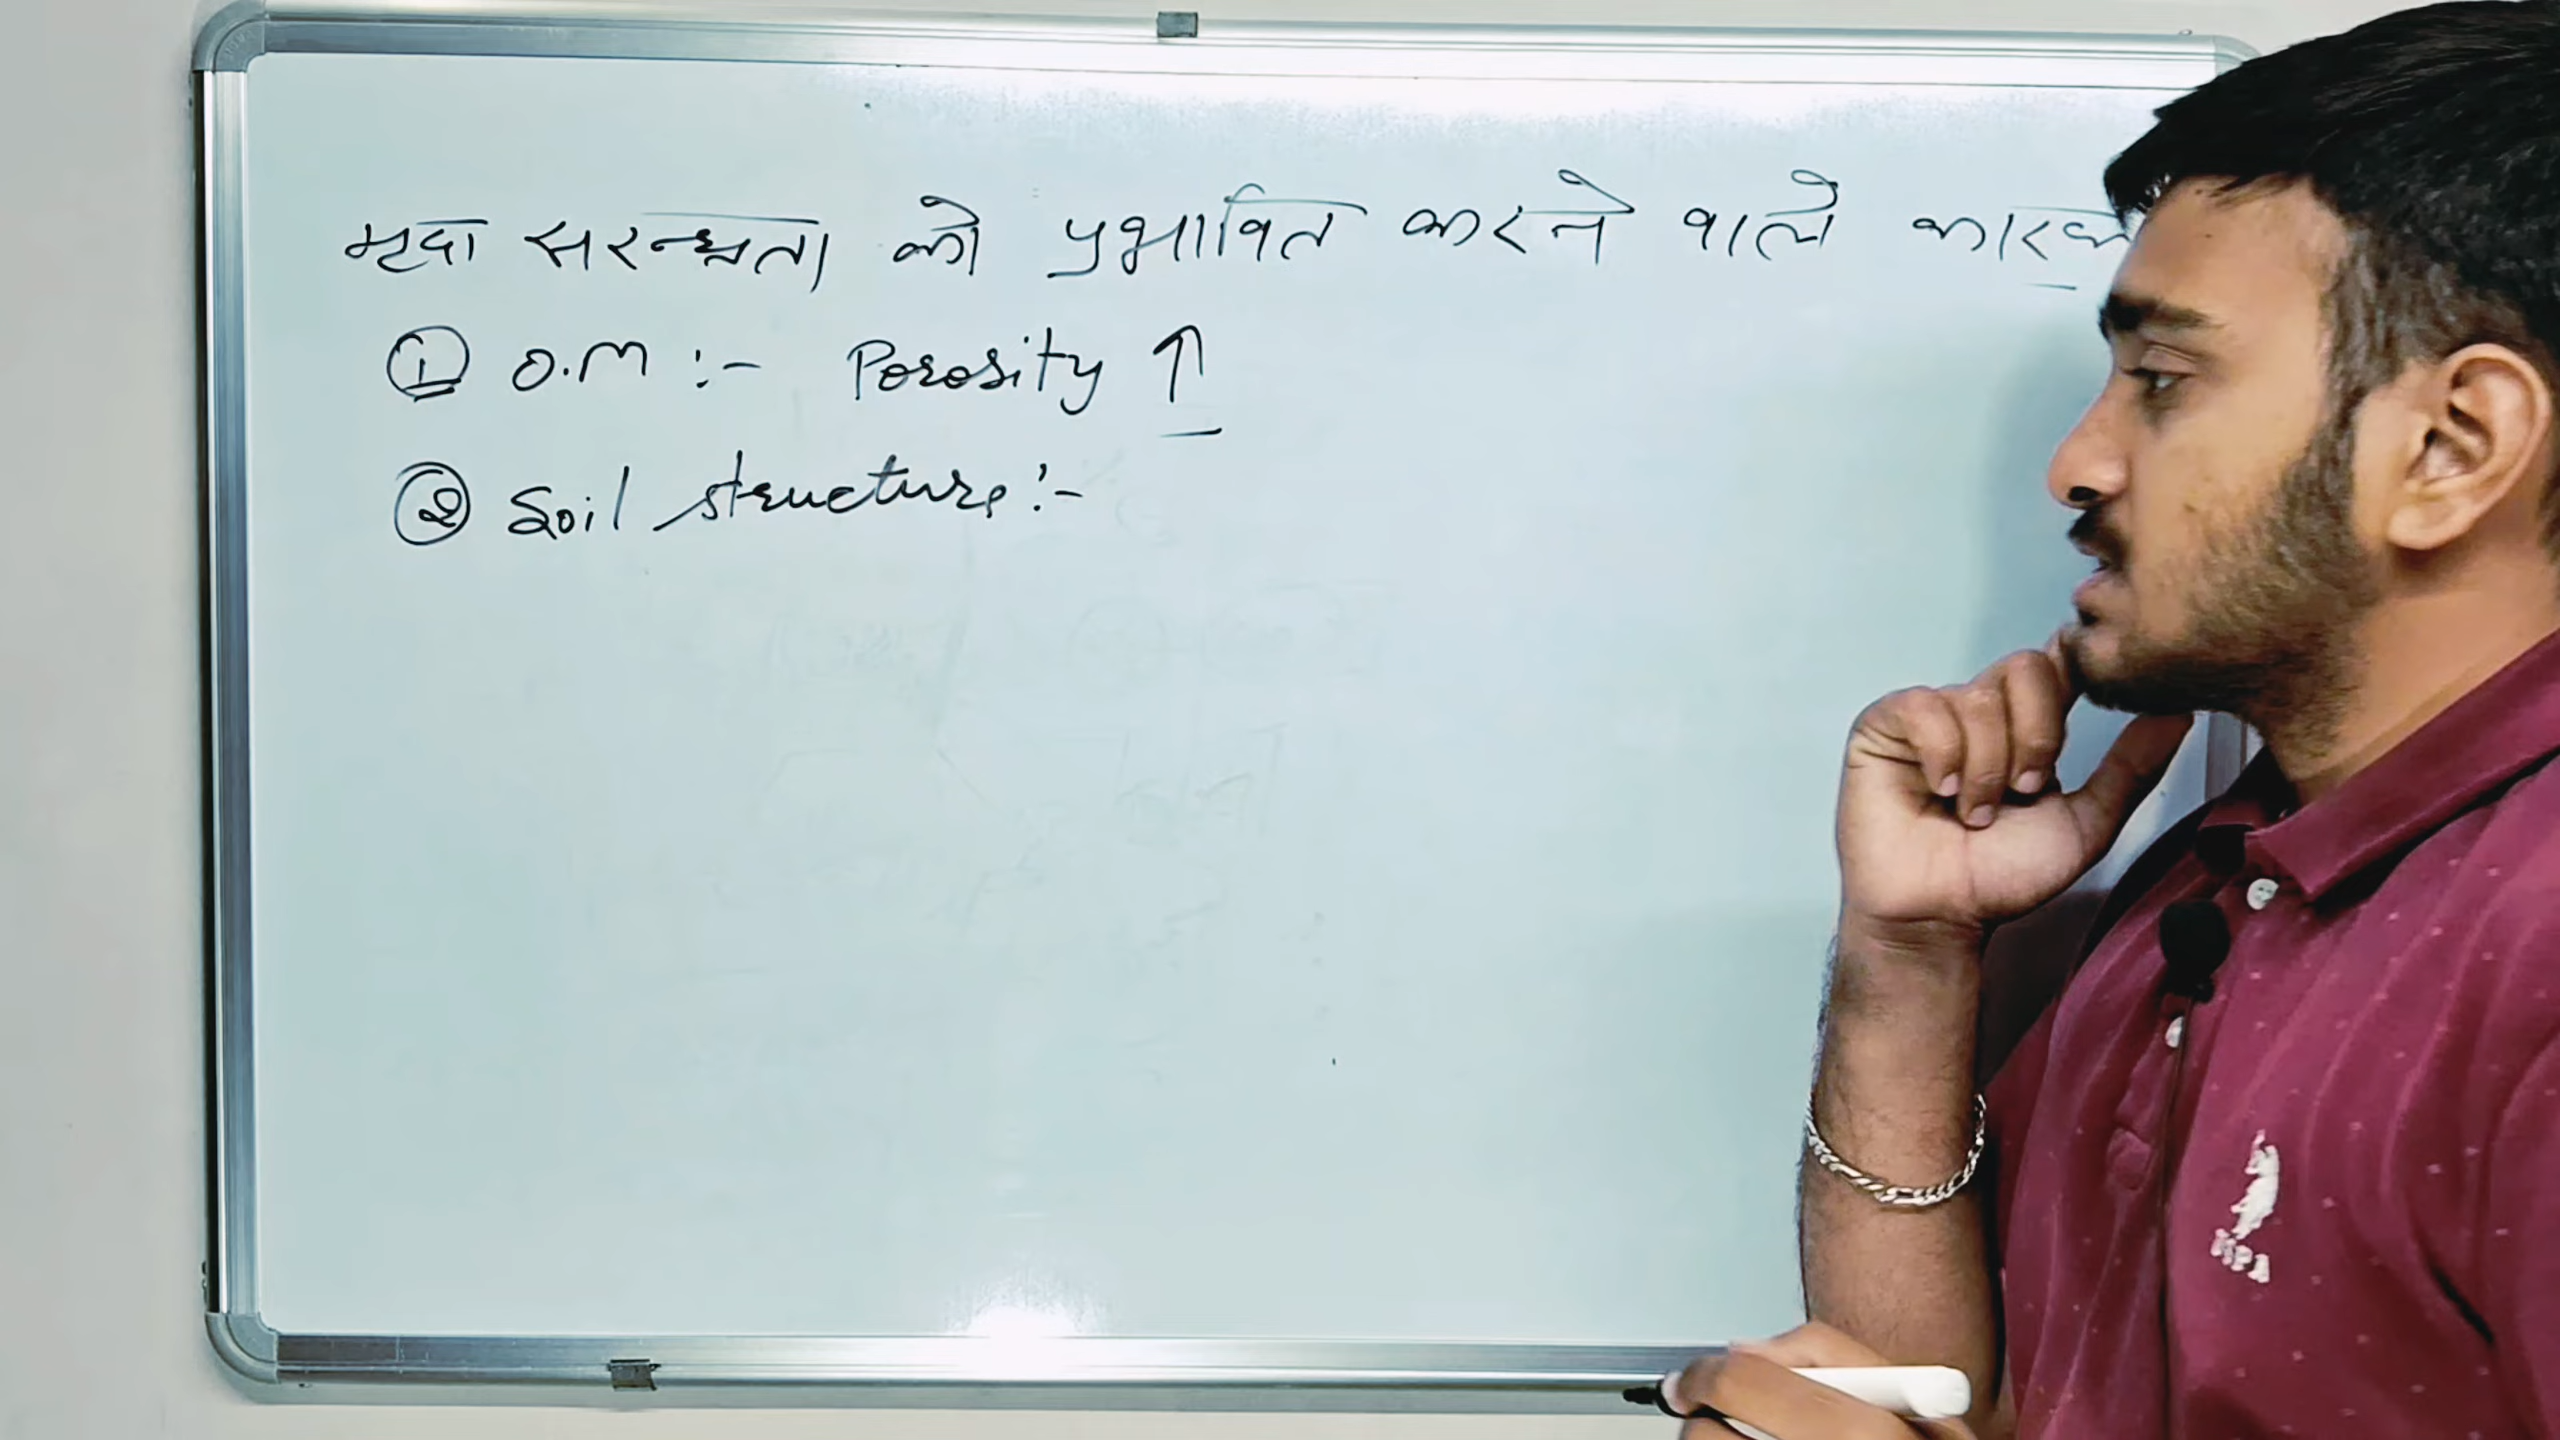 मृदा सरन्ध्रता को प्रभावित करने वाले कारक
① O.M :- Porosity ↑
② Soil structure :-